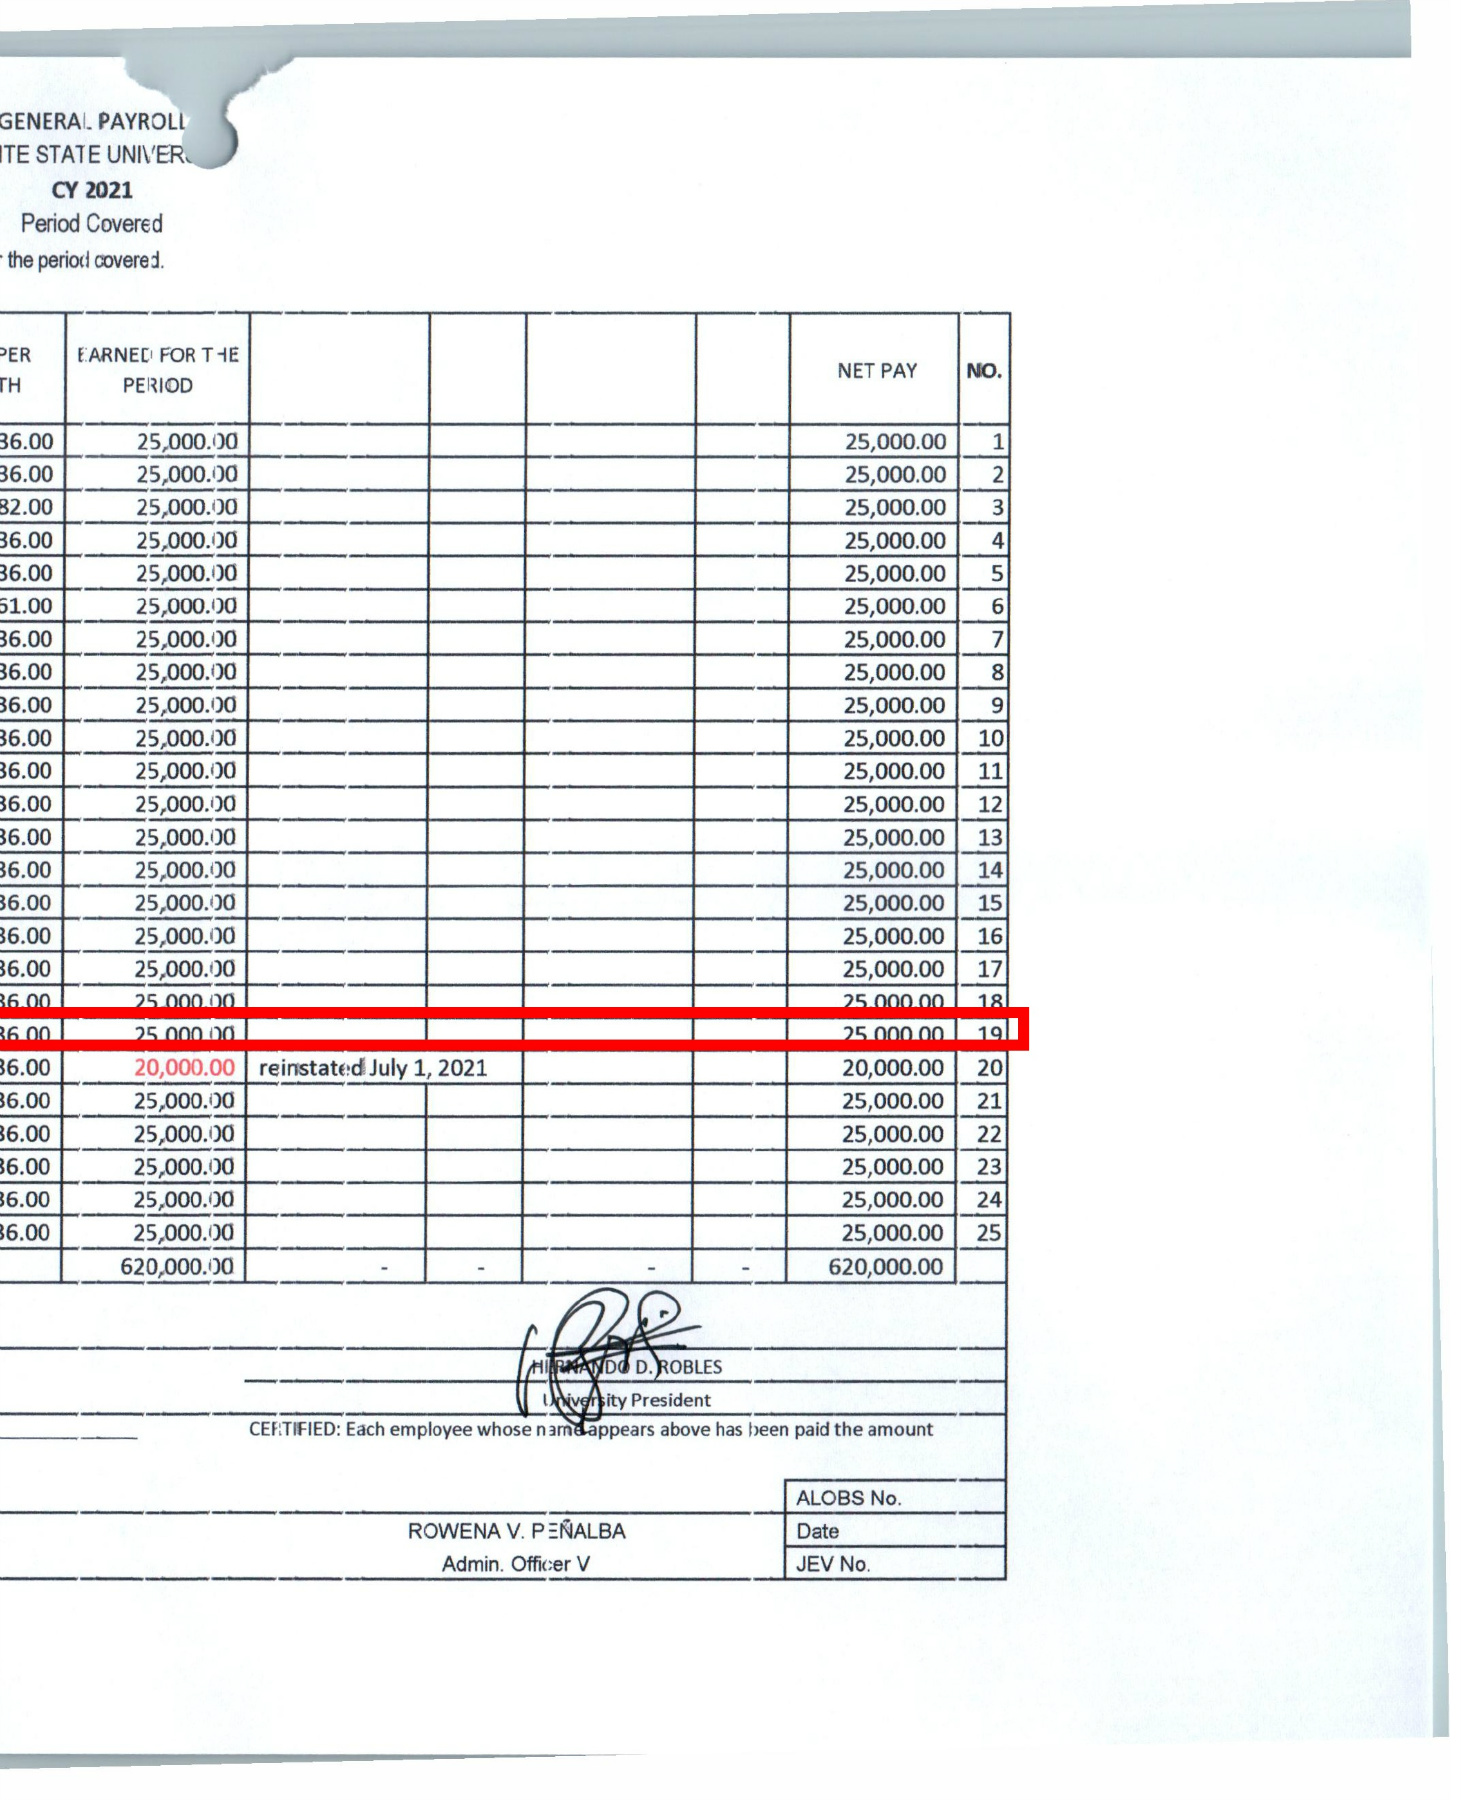 GENERAL PAYROLL
ITE STATE UNIVERS
CY 2021
Period Covered
r the period covered.
PER TH EARNED FOR THE PERIOD NET PAY NO.
36.00 25,000.00 25,000.00 1
36.00 25,000.00 25,000.00 2
82.00 25,000.00 25,000.00 3
36.00 25,000.00 25,000.00 4
36.00 25,000.00 25,000.00 5
61.00 25,000.00 25,000.00 6
36.00 25,000.00 25,000.00 7
36.00 25,000.00 25,000.00 8
36.00 25,000.00 25,000.00 9
36.00 25,000.00 25,000.00 10
36.00 25,000.00 25,000.00 11
36.00 25,000.00 25,000.00 12
36.00 25,000.00 25,000.00 13
36.00 25,000.00 25,000.00 14
36.00 25,000.00 25,000.00 15
36.00 25,000.00 25,000.00 16
36.00 25,000.00 25,000.00 17
36.00 25,000.00 25,000.00 18
36.00 25,000.00 25,000.00 19
36.00 20,000.00 reinstated July 1, 2021 20,000.00 20
36.00 25,000.00 25,000.00 21
36.00 25,000.00 25,000.00 22
36.00 25,000.00 25,000.00 23
36.00 25,000.00 25,000.00 24
36.00 25,000.00 25,000.00 25
620,000.00 - - - - 620,000.00
HERNANDO D. ROBLES
University President
CERTIFIED: Each employee whose name appears above has been paid the amount
ALOBS No.
ROWENA V. PEÑALBA Date
Admin. Officer V JEV No.